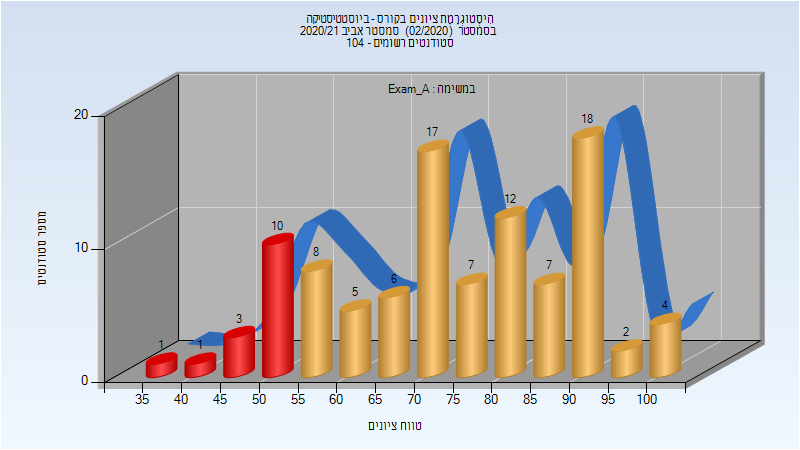 היסטוגרמת ציונים בקורס - ביוסטטיסטיקה
בסמסטר (02/2020) סמסטר אביב 2020/21
סטודנטים רשומים - 104
במשימה : Exam_A
מספר סטודנטים
20
10
0
1
1
3
10
8
5
6
17
7
12
7
18
2
4
35 40 45 50 55 60 65 70 75 80 85 90 95 100
טווח ציונים